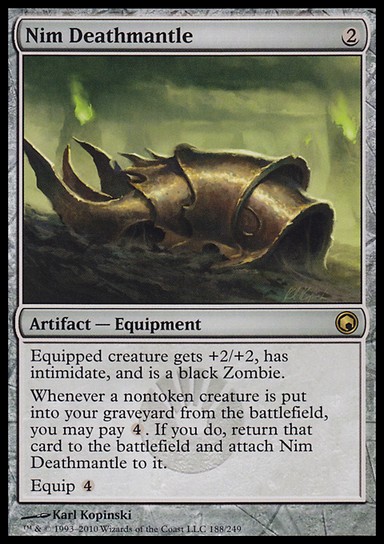 Nim Deathmantle 2
Artifact — Equipment
Equipped creature gets +2/+2, has
intimidate, and is a black Zombie.
Whenever a nontoken creature is put
into your graveyard from the battlefield,
you may pay 4. If you do, return that
card to the battlefield and attach Nim
Deathmantle to it.
Equip 4
Karl Kopinski
™ & © 1993–2010 Wizards of the Coast LLC 188/249